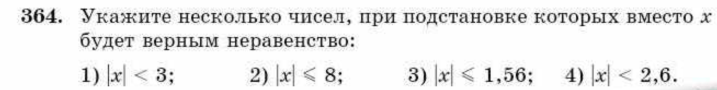 364. Укажите несколько чисел, при подстановке которых вместо x
будет верным неравенство:
1) |x| < 3; 2) |x| ⩽ 8; 3) |x| ⩽ 1,56; 4) |x| < 2,6.